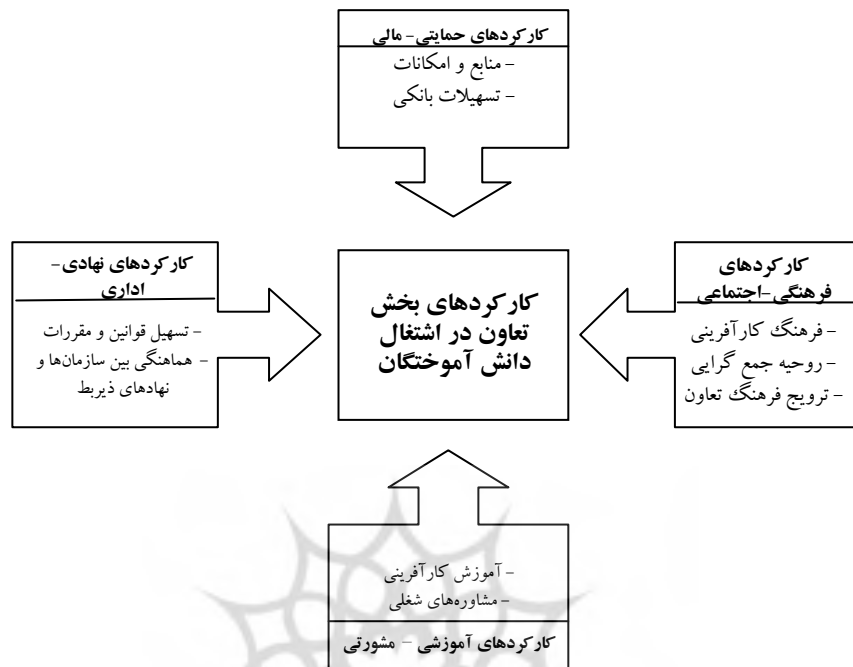 کارکردهای حمایتی- مالی
- منابع و امکانات
- تسهیلات بانکی
کارکردهای
فرهنگی-اجتماعی
- فرهنگ کارآفرینی
- روحیه جمع گرایی
- ترویج فرهنگ تعاون
کارکردهای بخش
تعاون در اشتغال
دانش آموختگان
کارکردهای نهادی-
اداری
- تسهیل قوانین و مقررات
- هماهنگی بین سازمان‌ها و
نهادهای ذیربط
- آموزش کارآفرینی
- مشاوره‌های شغلی
کارکردهای آموزشی – مشورتی